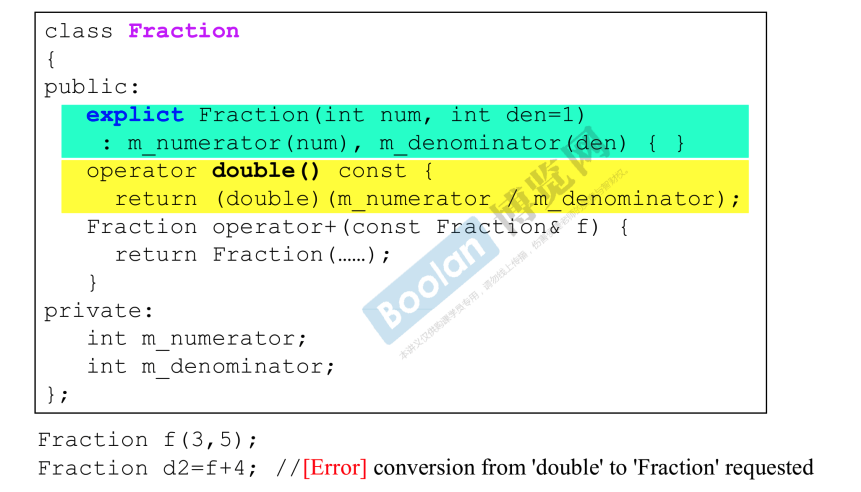 class Fraction
{
public:
explict Fraction(int num, int den=1)
: m_numerator(num), m_denominator(den) { }
operator double() const {
return (double)(m_numerator / m_denominator);
Fraction operator+(const Fraction& f) {
return Fraction(……);
}
private:
int m_numerator;
int m_denominator;
};
Boolan 博览网
Fraction f(3,5);
Fraction d2=f+4; //[Error] conversion from 'double' to 'Fraction' requested